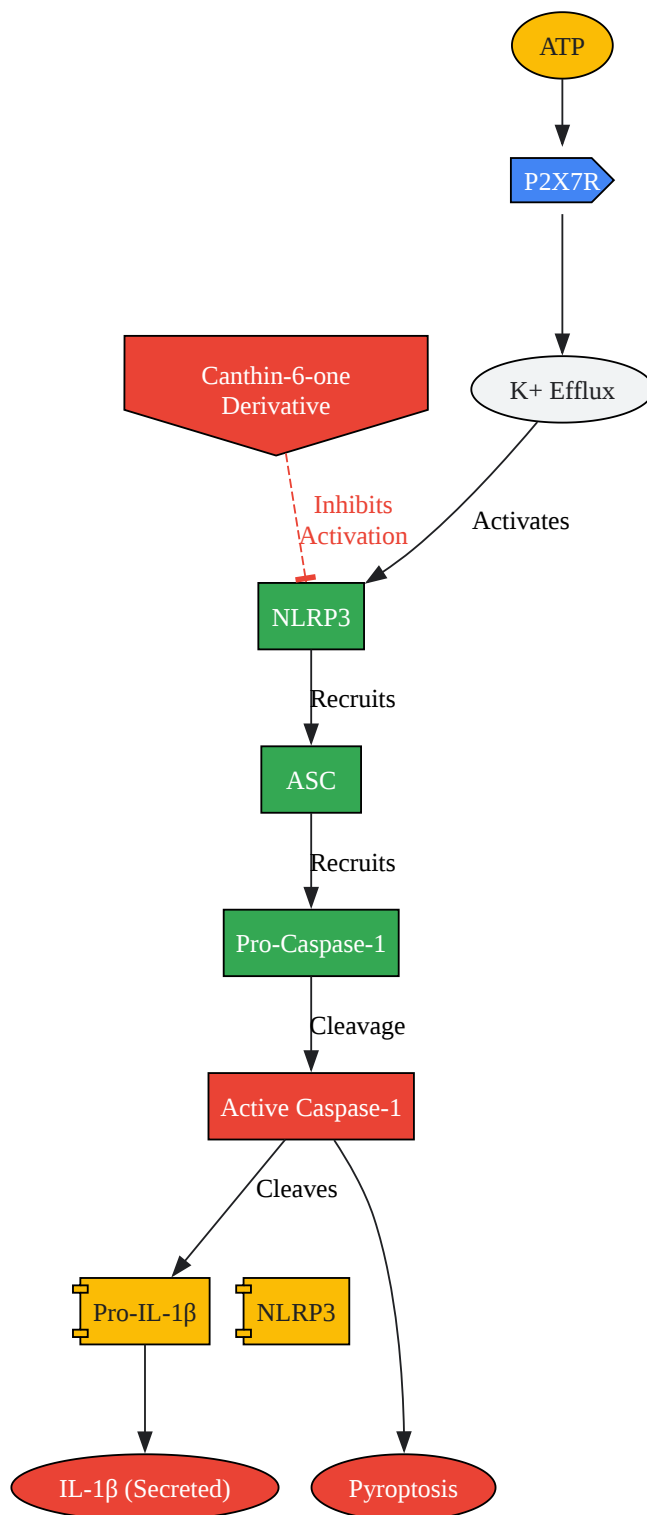 ATP
P2X7R
Canthin-6-one
Derivative
K+ Efflux
Inhibits
Activation
Activates
NLRP3
Recruits
ASC
Recruits
Pro-Caspase-1
Cleavage
Active Caspase-1
Cleaves
Pro-IL-1β
NLRP3
IL-1β (Secreted)
Pyroptosis